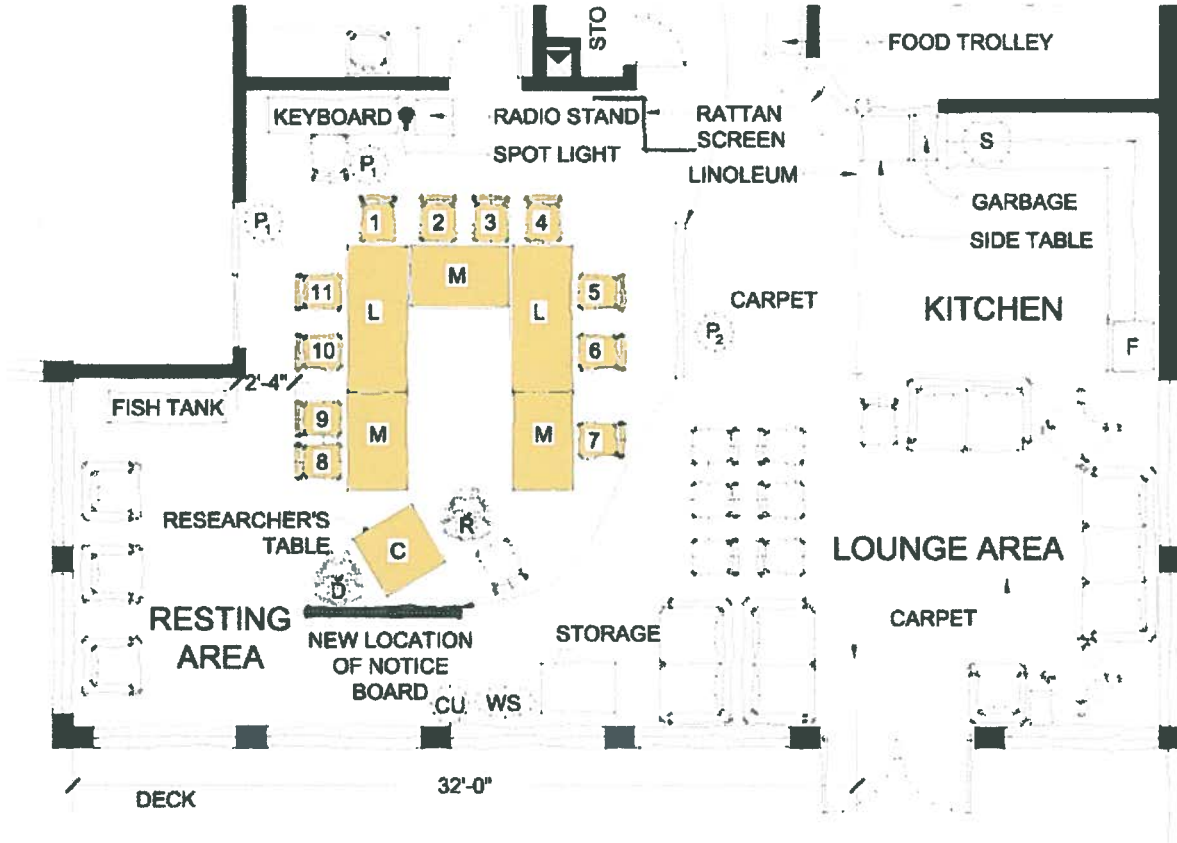 STO
FOOD TROLLEY
KEYBOARD
RADIO STAND
RATTAN
SCREEN
SPOT LIGHT
LINOLEUM
S
P1
GARBAGE
SIDE TABLE
P1
1
2
3
4
M
11
L
L
5
CARPET
KITCHEN
P2
10
6
F
2'-4"
FISH TANK
9
M
M
7
8
RESEARCHER'S
TABLE
R
C
D
LOUNGE AREA
RESTING
AREA
NEW LOCATION
OF NOTICE
BOARD
STORAGE
CARPET
CU
WS
32'-0"
DECK